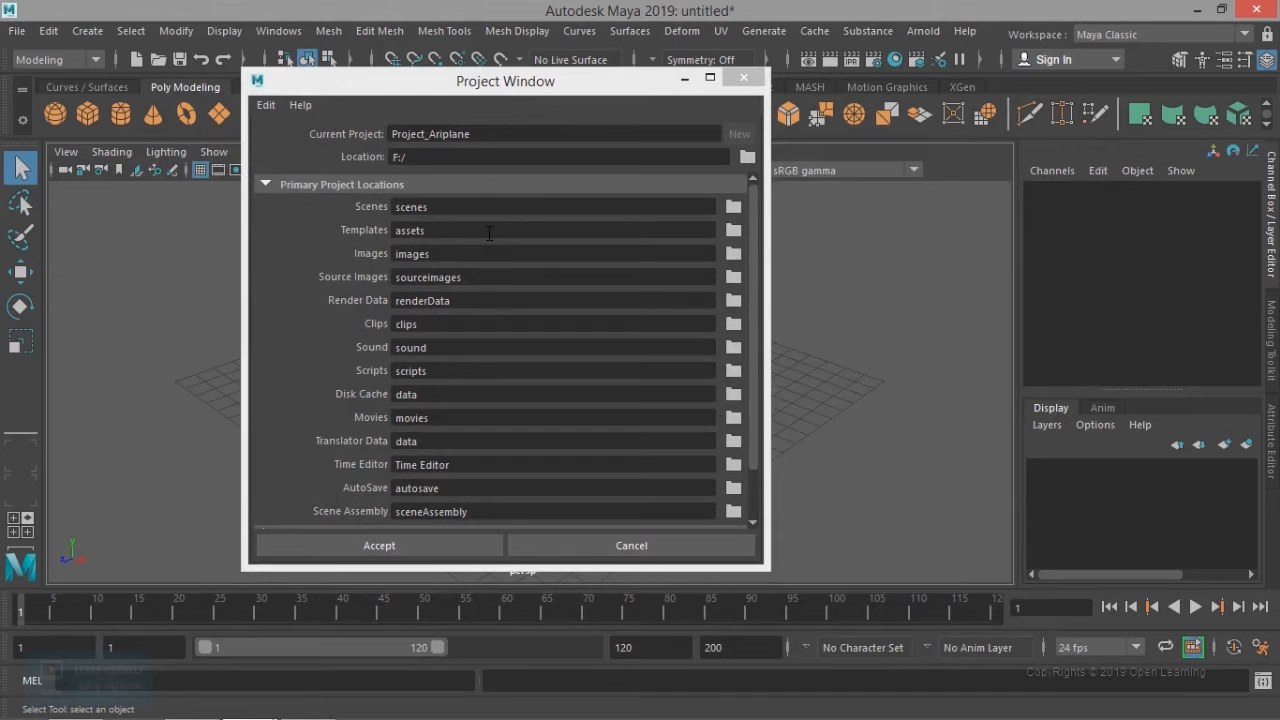 Autodesk Maya 2019: untitled*
File Edit Create Select Modify Display Windows Mesh Edit Mesh Mesh Tools Mesh Display Curves Surfaces Deform UV Generate Cache Substance Arnold Help Workspace : Maya Classic
Modeling No Live Surface Symmetry: Off Sign In
Curves / Surfaces Poly Modeling MASH Motion Graphics XGen
Project Window
Edit Help
Current Project: Project_Ariplane New
Location: F:/
Primary Project Locations
Scenes scenes
Templates assets
Images images
Source Images sourceimages
Render Data renderData
Clips clips
Sound sound
Scripts scripts
Disk Cache data
Movies movies
Translator Data data
Time Editor Time Editor
AutoSave autosave
Scene Assembly sceneAssembly
Accept Cancel
View Shading Lighting Show
sRGB gamma
persp
Channels Edit Object Show
Display Anim
Layers Options Help
Channel Box / Layer Editor
Modeling Toolkit
Attribute Editor
1 5 10 15 20 25 30 35 40 45 50 55 60 65 70 75 80 85 90 95 100 105 110 115 12 1
1 1 1 120 120 200 No Character Set No Anim Layer 24 fps
MEL
CopyRights © 2019 Open Learning
Select Tool: select an object